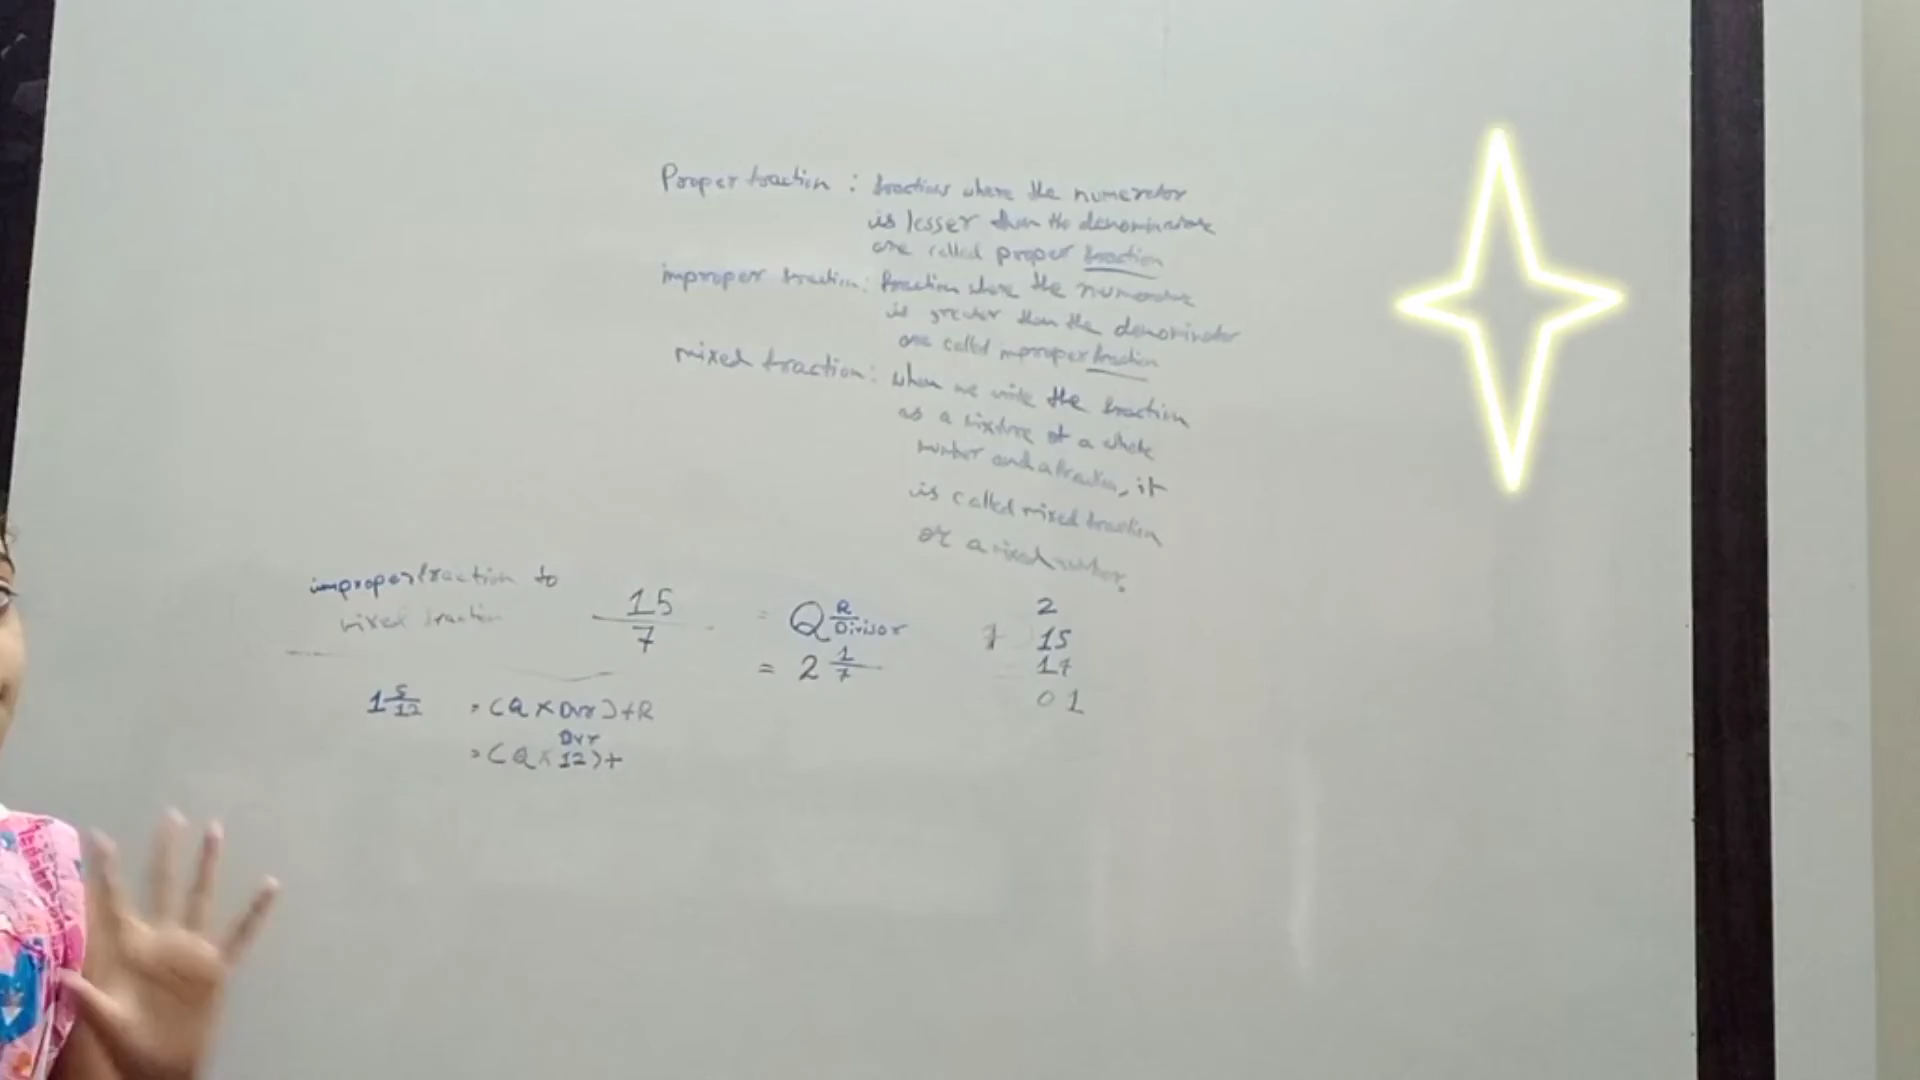 Proper fraction : fractions where the numerator
is lesser than the denominator
are called proper fraction
improper fraction : fraction where the numerator
is greater than the denominator
are called improper fraction
mixed fraction : when we write the fraction
as a mixture of a whole
number and a fraction, it
is called mixed fraction
or a mixed number.
improper fraction to
mixed fraction
15/7 = Q R/Divisor
= 2 1/7
2
7 15
14
01
1 5/12 = (Q × Dvr) + R
Dvr
= (Q × 12) +